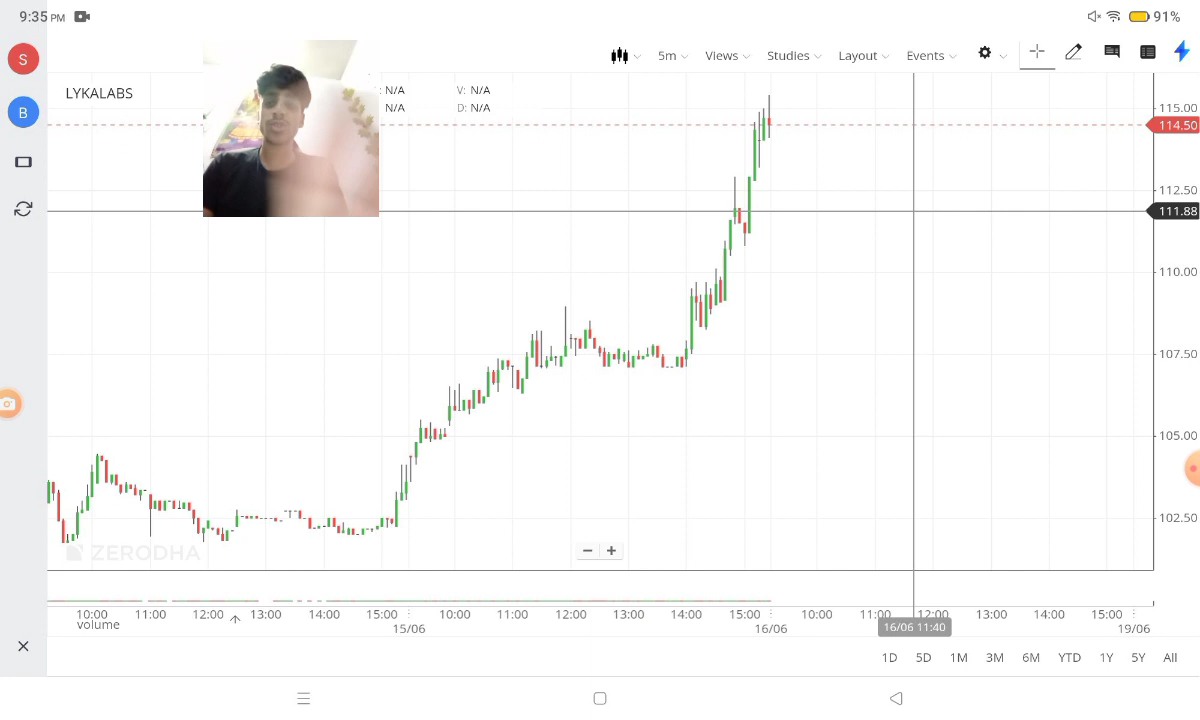 9:35 PM
91%
S
5m Views Studies Layout Events
LYKALABS
: N/A V: N/A
N/A D: N/A
B
115.00
114.50
112.50
111.88
110.00
107.50
105.00
102.50
ZERODHA
− +
10:00 11:00 12:00 13:00 14:00 15:00 10:00 11:00 12:00 13:00 14:00 15:00 10:00 11:00 12:00 13:00 14:00 15:00
volume
15/06 16/06 16/06 11:40 19/06
1D 5D 1M 3M 6M YTD 1Y 5Y All